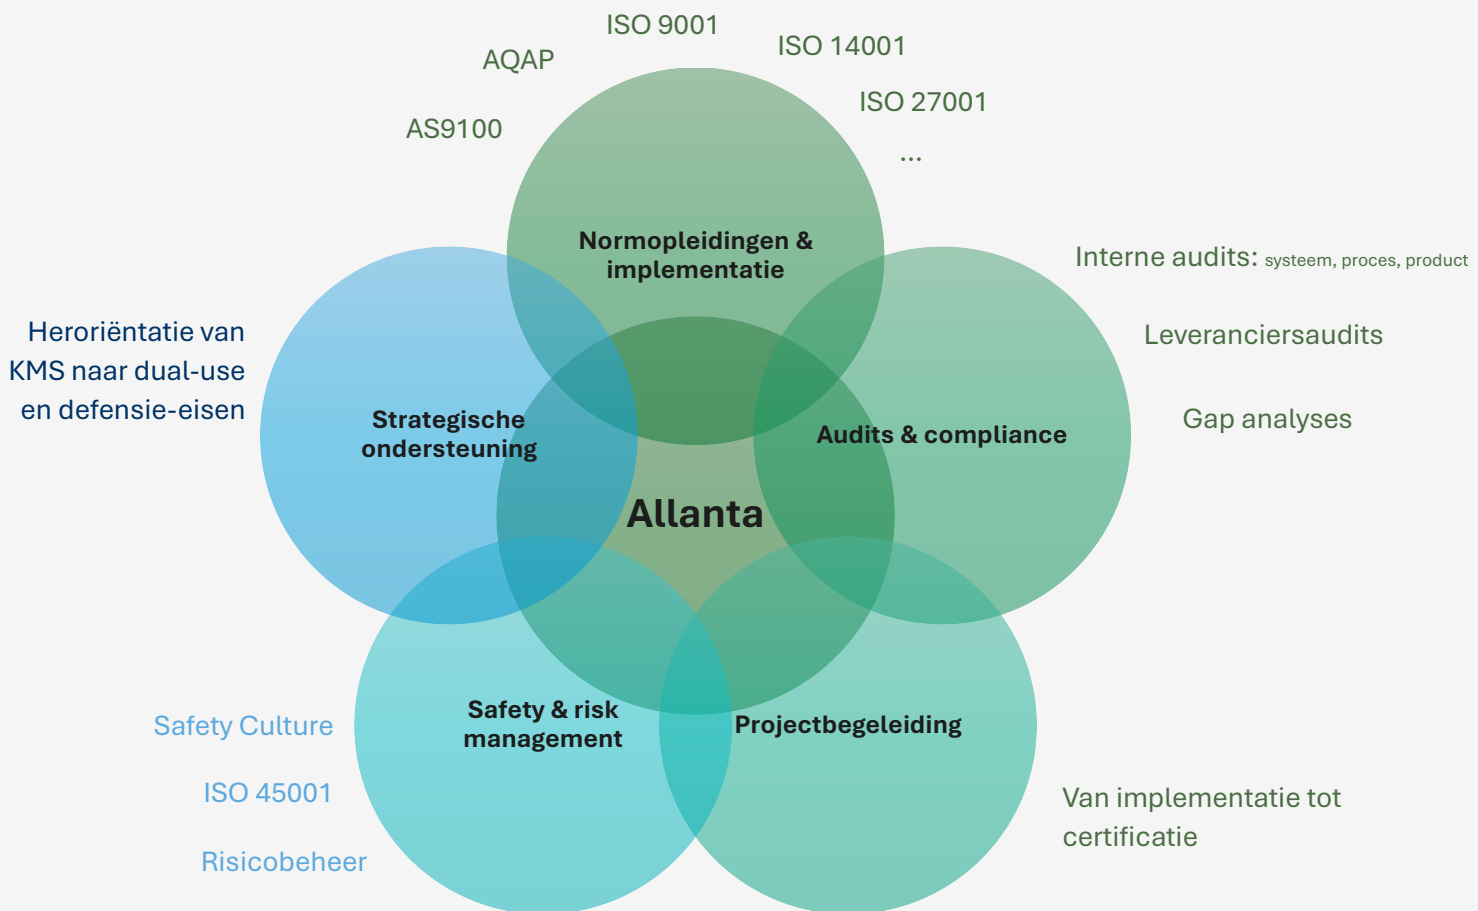 ISO 9001
ISO 14001
AQAP
ISO 27001
AS9100
...
Normopleidingen &
implementatie
Interne audits: systeem, proces, product
Leveranciersaudits
Gap analyses
Audits & compliance
Heroriëntatie van
KMS naar dual-use
en defensie-eisen
Strategische
ondersteuning
Allanta
Safety & risk
management
Projectbegeleiding
Safety Culture
ISO 45001
Risicobeheer
Van implementatie tot
certificatie